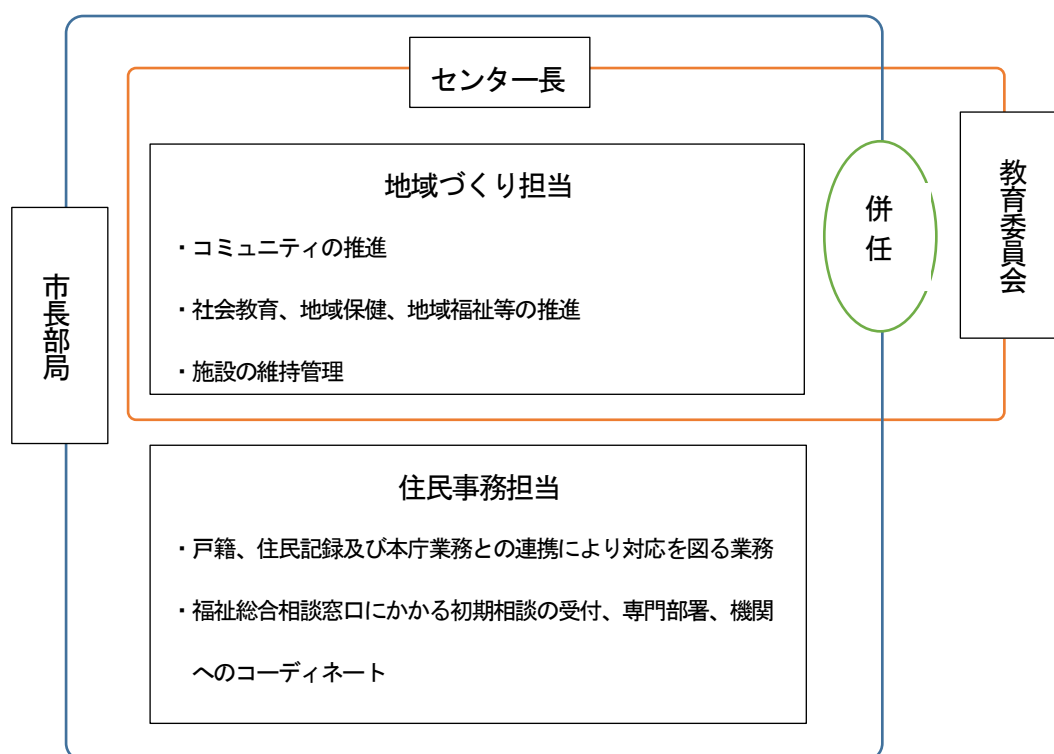 センター長
地域づくり担当
・コミュニティの推進
・社会教育、地域保健、地域福祉等の推進
・施設の維持管理
併任
教育委員会
市長部局
住民事務担当
・戸籍、住民記録及び本庁業務との連携により対応を図る業務
・福祉総合相談窓口にかかる初期相談の受付、専門部署、機関
へのコーディネート